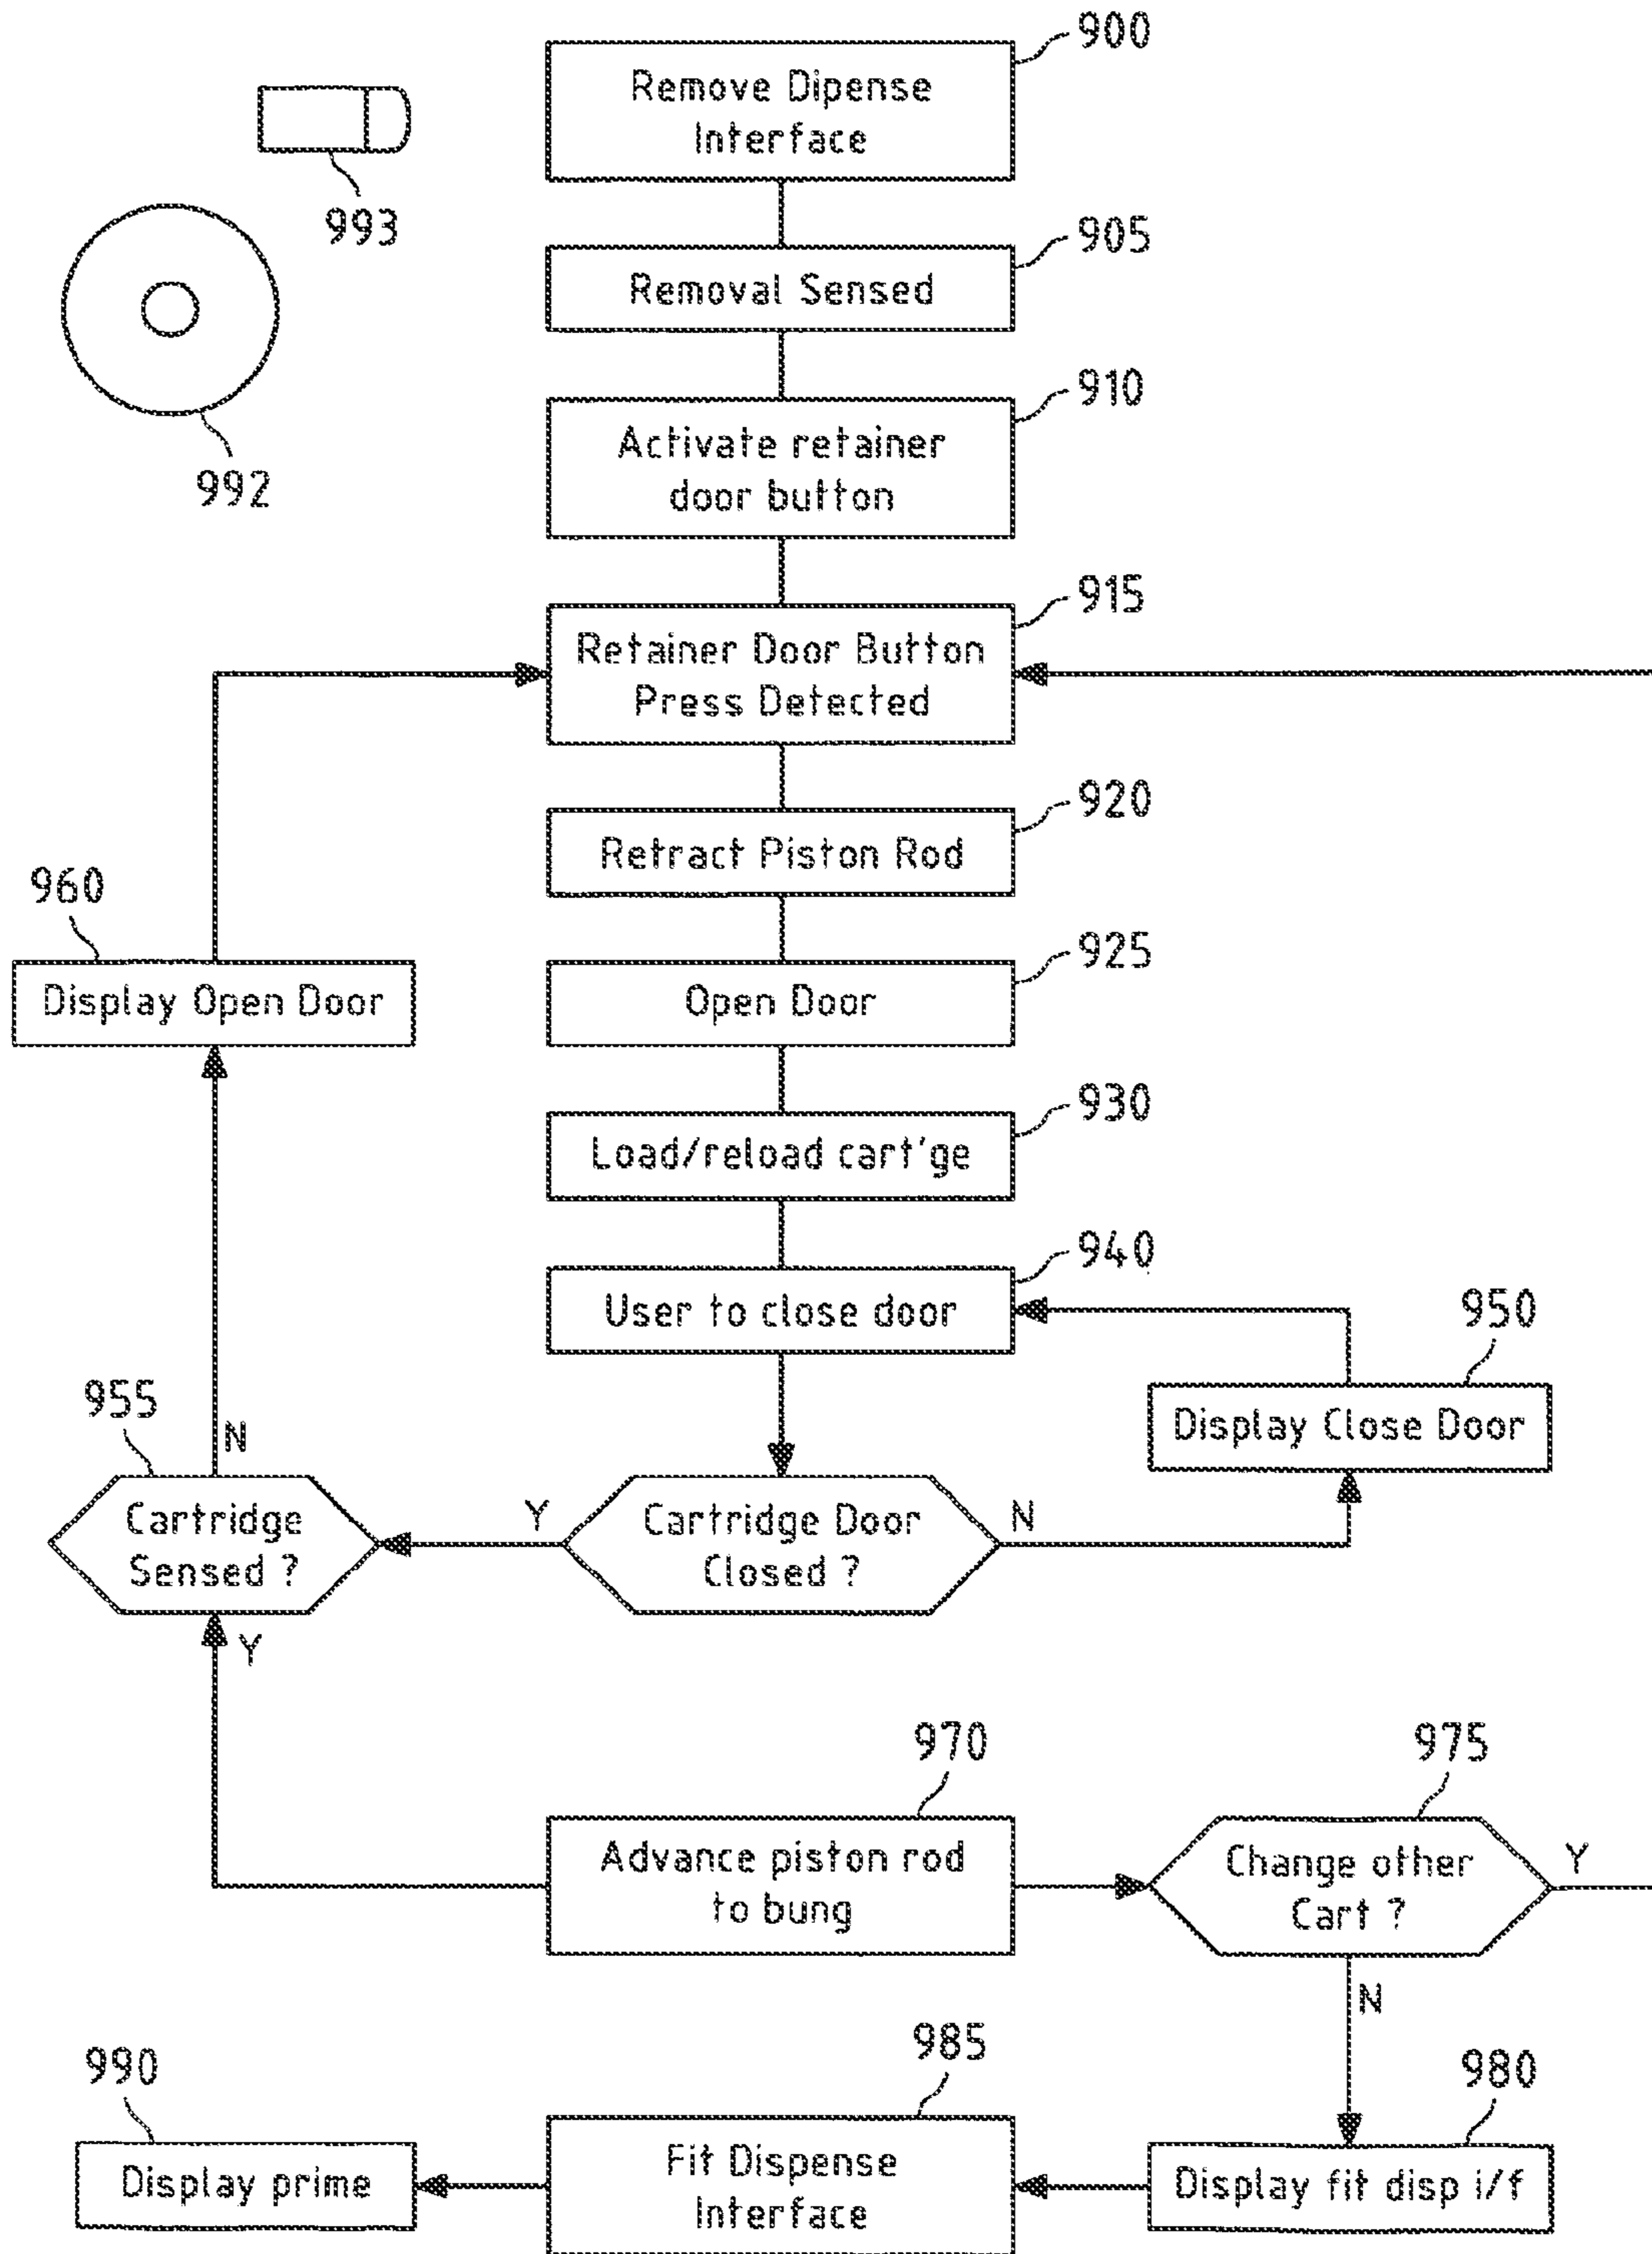 900
Remove Dipense
Interface
993
905
Removal Sensed
992
910
Activate retainer
door button
915
Retainer Door Button
Press Detected
920
Retract Piston Rod
960
Display Open Door
925
Open Door
930
Load/reload cart'ge
940
User to close door
950
Display Close Door
955
N
Cartridge
Sensed ?
Y
Cartridge Door
Closed ?
N
Y
970
Advance piston rod
to bung
975
Change other
Cart ?
Y
N
990
Display prime
985
Fit Dispense
Interface
980
Display fit disp i/f